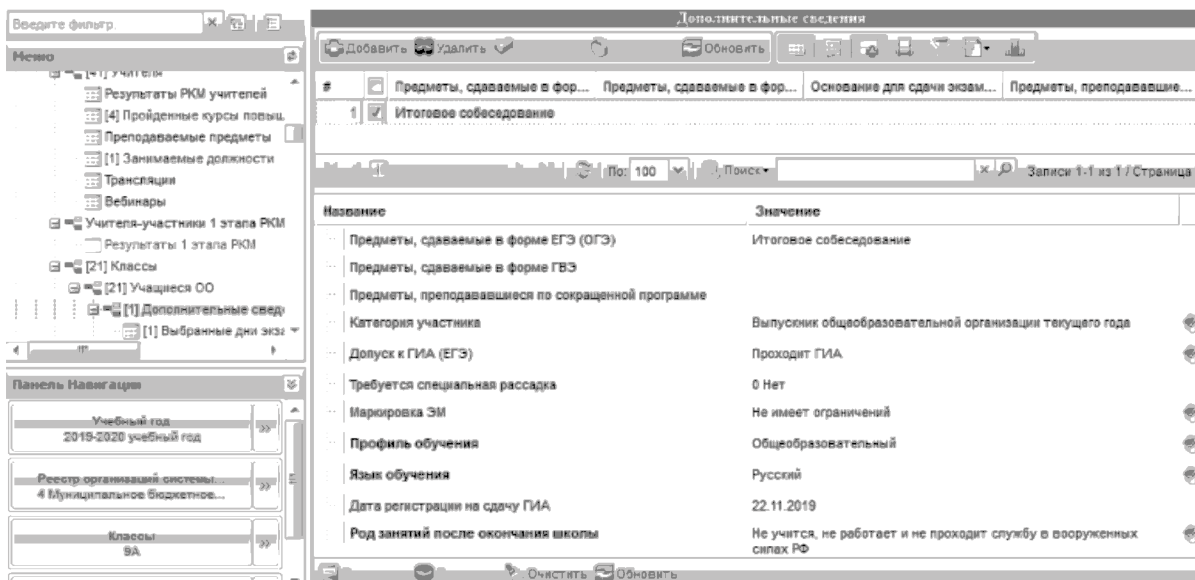 Введите фильтр.
Меню
[41] Учителя
Результаты РКМ учителей
[4] Пройденные курсы повыш
Преподаваемые предметы
[1] Занимаемые должности
Трансляции
Вебинары
Учителя-участники 1 этапа РКМ
Результаты 1 этапа РКМ
[21] Классы
[21] Учащиеся ОО
[1] Дополнительные сведе
[1] Выбранные дни экза
Панель Навигации
Учебный год
2019-2020 учебный год
Реестр организаций системы...
4 Муниципальное бюджетное...
Классы
9А
Дополнительные сведения
Добавить Удалить Обновить
# Предметы, сдаваемые в фор... Предметы, сдаваемые в фор... Основание для сдачи экзам... Предметы, преподававшие...
1 Итоговое собеседование
По: 100 Поиск Записи 1-1 из 1 / Страница
Название Значение
Предметы, сдаваемые в форме ЕГЭ (ОГЭ) Итоговое собеседование
Предметы, сдаваемые в форме ГВЭ
Предметы, преподававшиеся по сокращенной программе
Категория участника Выпускник общеобразовательной организации текущего года
Допуск к ГИА (ЕГЭ) Проходит ГИА
Требуется специальная рассадка 0 Нет
Маркировка ЭМ Не имеет ограничений
Профиль обучения Общеобразовательный
Язык обучения Русский
Дата регистрации на сдачу ГИА 22.11.2019
Род занятий после окончания школы Не учится, не работает и не проходит службу в вооруженных
силах РФ
Очистить Обновить